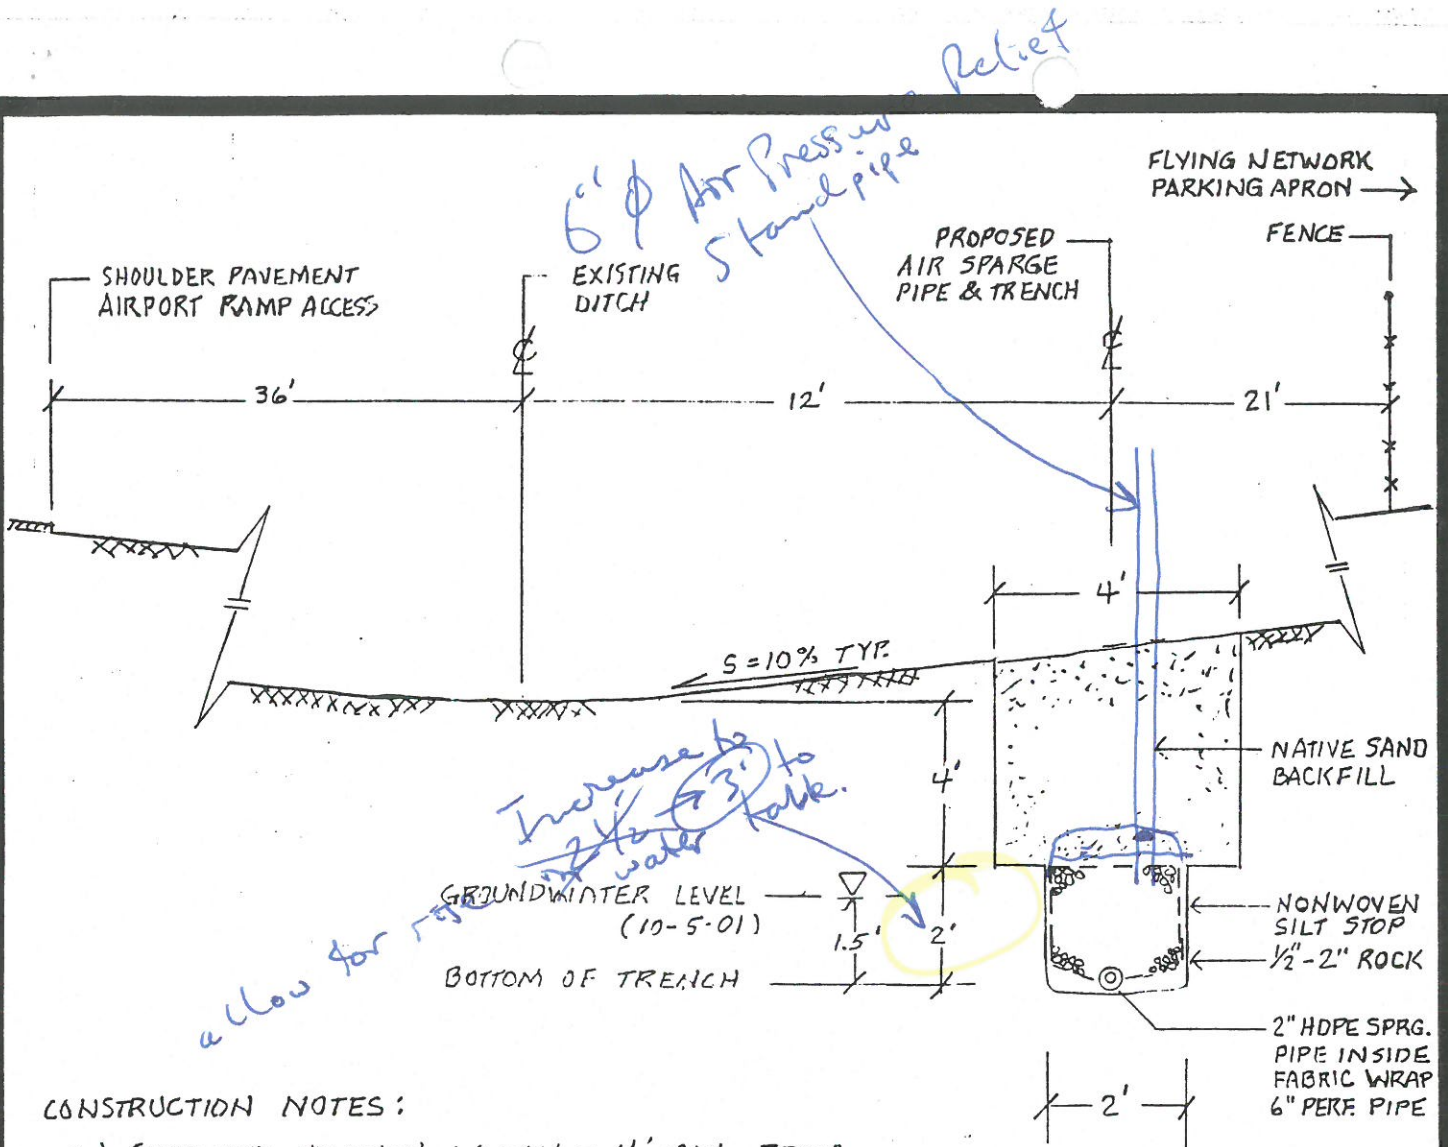 6"ϕ Air Pressure Relief
Standpipe
FLYING NETWORK
PARKING APRON
FENCE
PROPOSED
AIR SPARGE
PIPE & TRENCH
SHOULDER PAVEMENT
AIRPORT RAMP ACCESS
EXISTING
DITCH
℄
℄
36'
12'
21'
4'
S=10% TYP.
4'
NATIVE SAND
BACKFILL
Increase to
2½ 3' to
allow for rise in water table.
GROUNDWATER LEVEL
(10-5-01)
1.5'
2'
BOTTOM OF TRENCH
NONWOVEN
SILT STOP
½"-2" ROCK
2" HDPE SPRG.
PIPE INSIDE
FABRIC WRAP
6" PERF. PIPE
2'
CONSTRUCTION NOTES: